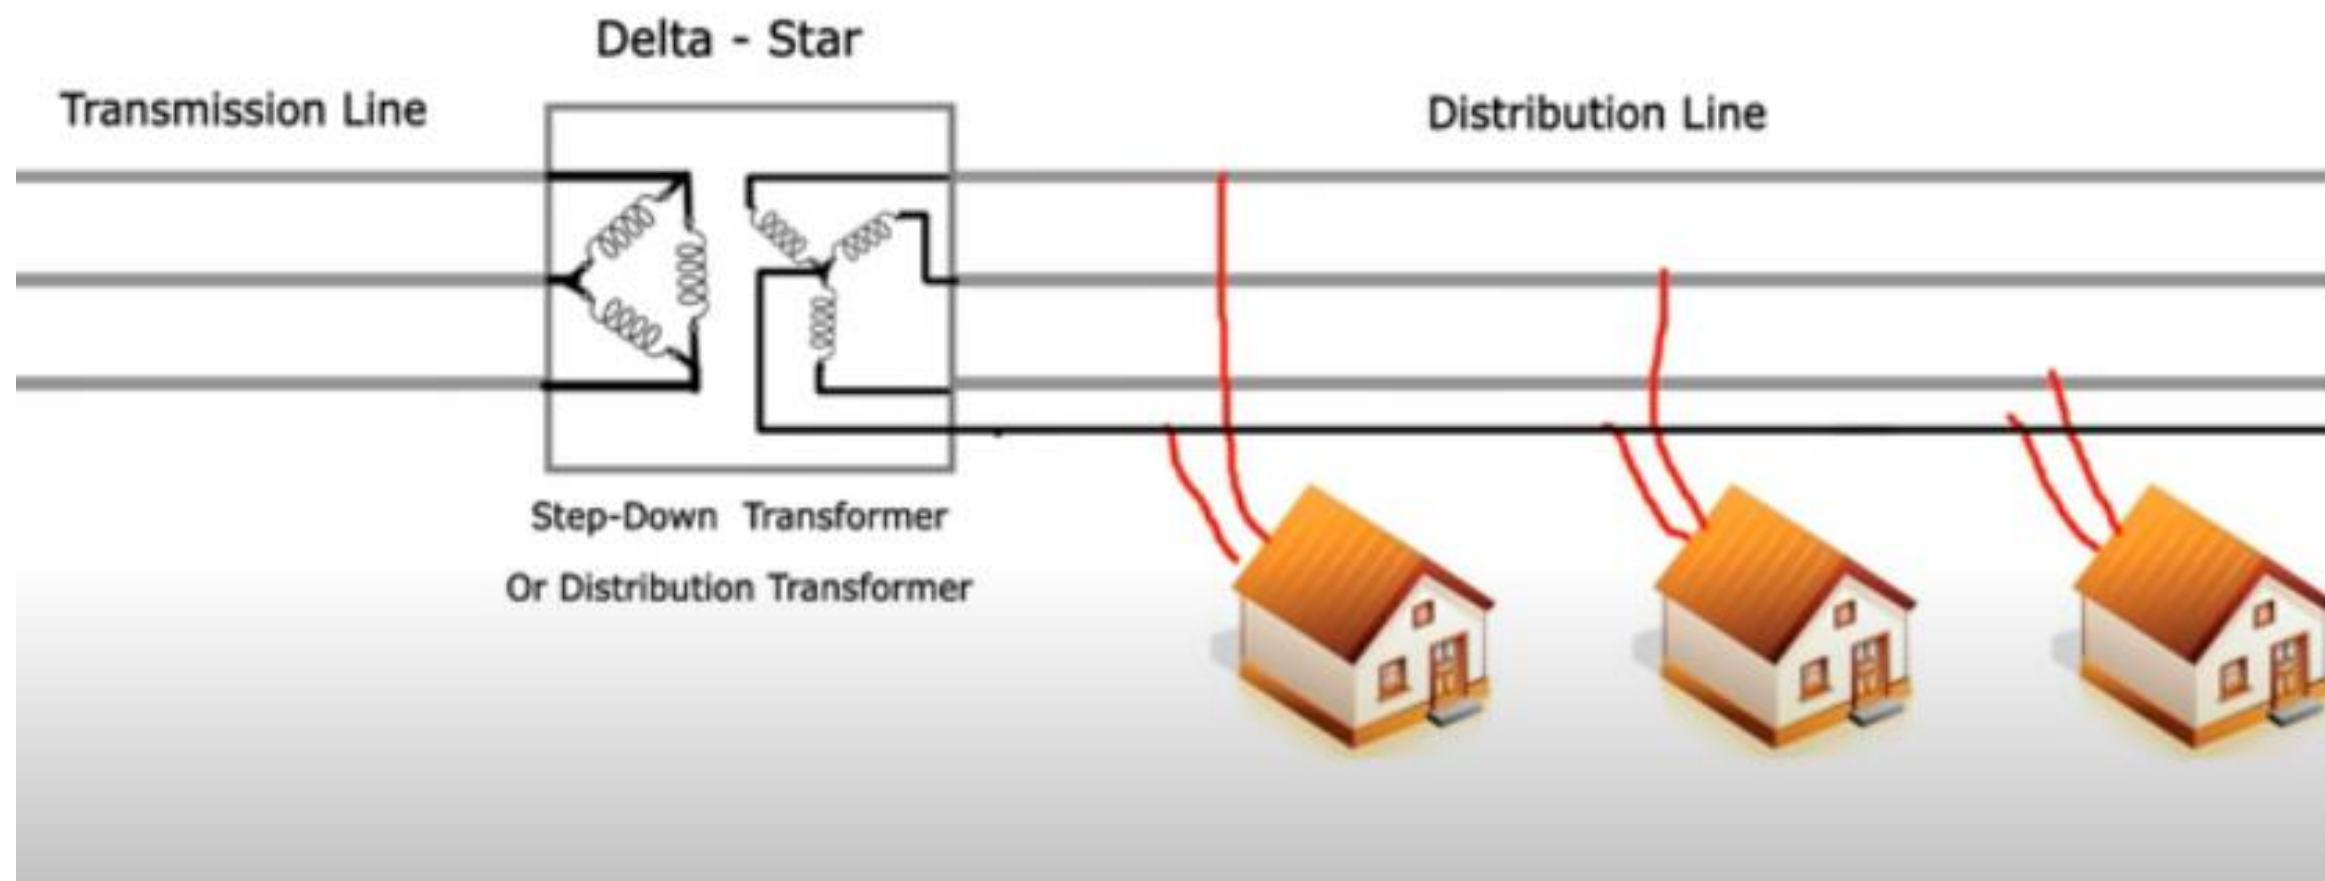 Delta - Star
Transmission Line
Distribution Line
Step-Down Transformer
Or Distribution Transformer